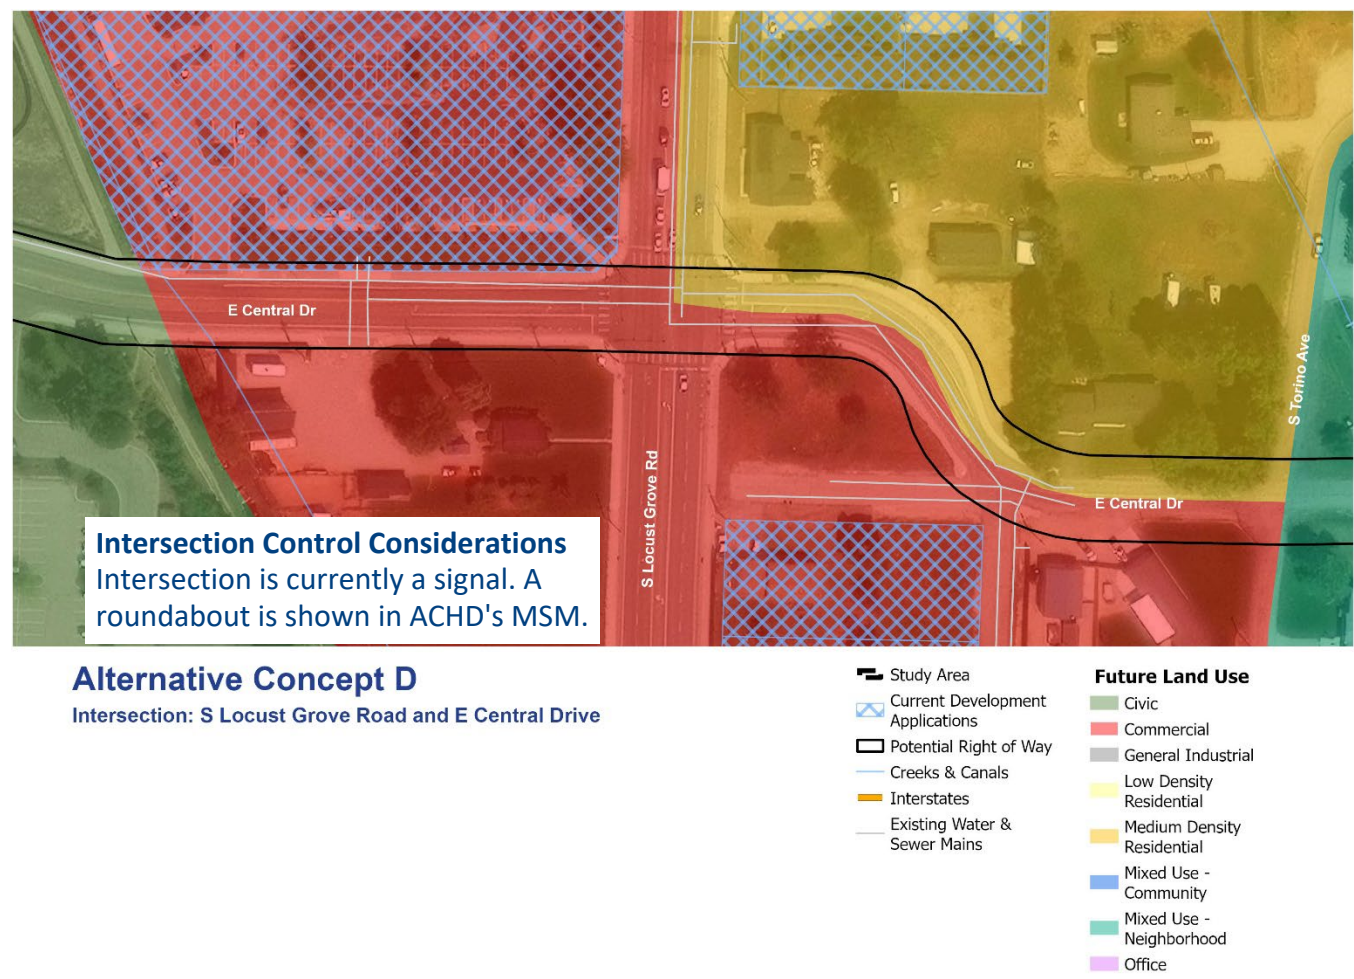 E Central Dr
S Torino Ave
S Locust Grove Rd
E Central Dr
Intersection Control Considerations
Intersection is currently a signal. A
roundabout is shown in ACHD's MSM.
Alternative Concept D
Intersection: S Locust Grove Road and E Central Drive
Study Area
Current Development
Applications
Potential Right of Way
Creeks & Canals
Interstates
Existing Water &
Sewer Mains
Future Land Use
Civic
Commercial
General Industrial
Low Density
Residential
Medium Density
Residential
Mixed Use -
Community
Mixed Use -
Neighborhood
Office